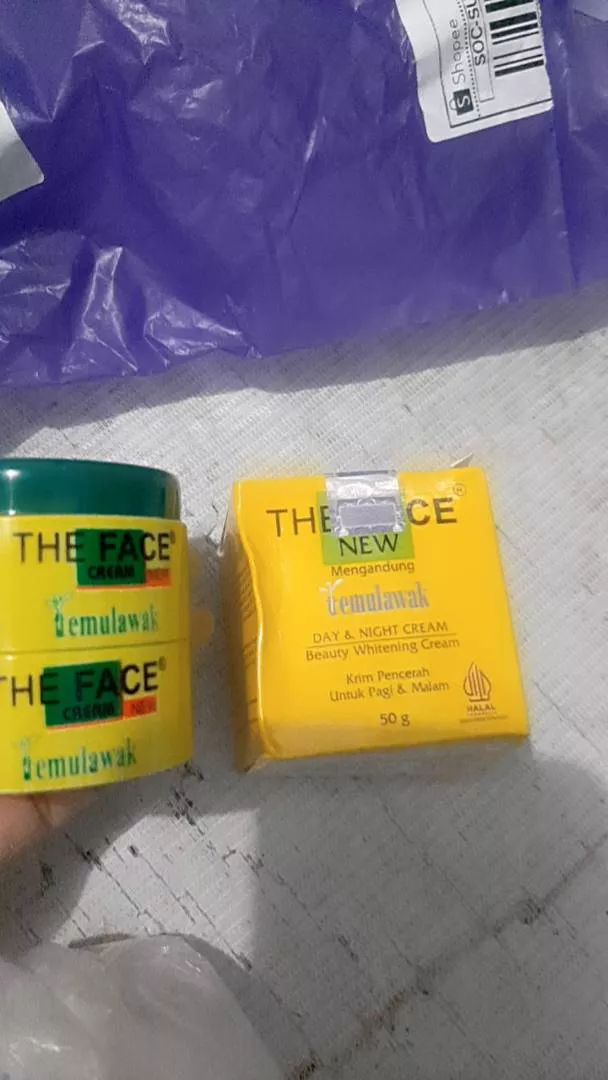 Shopee
SOC-SU
THE FACE®
CREAM NEW
temulawak
THE FACE®
CREAM NEW
temulawak
THE CE®
NEW
Mengandung
temulawak
DAY & NIGHT CREAM
Beauty Whitening Cream
Krim Pencerah
Untuk Pagi & Malam
50 g
HALAL